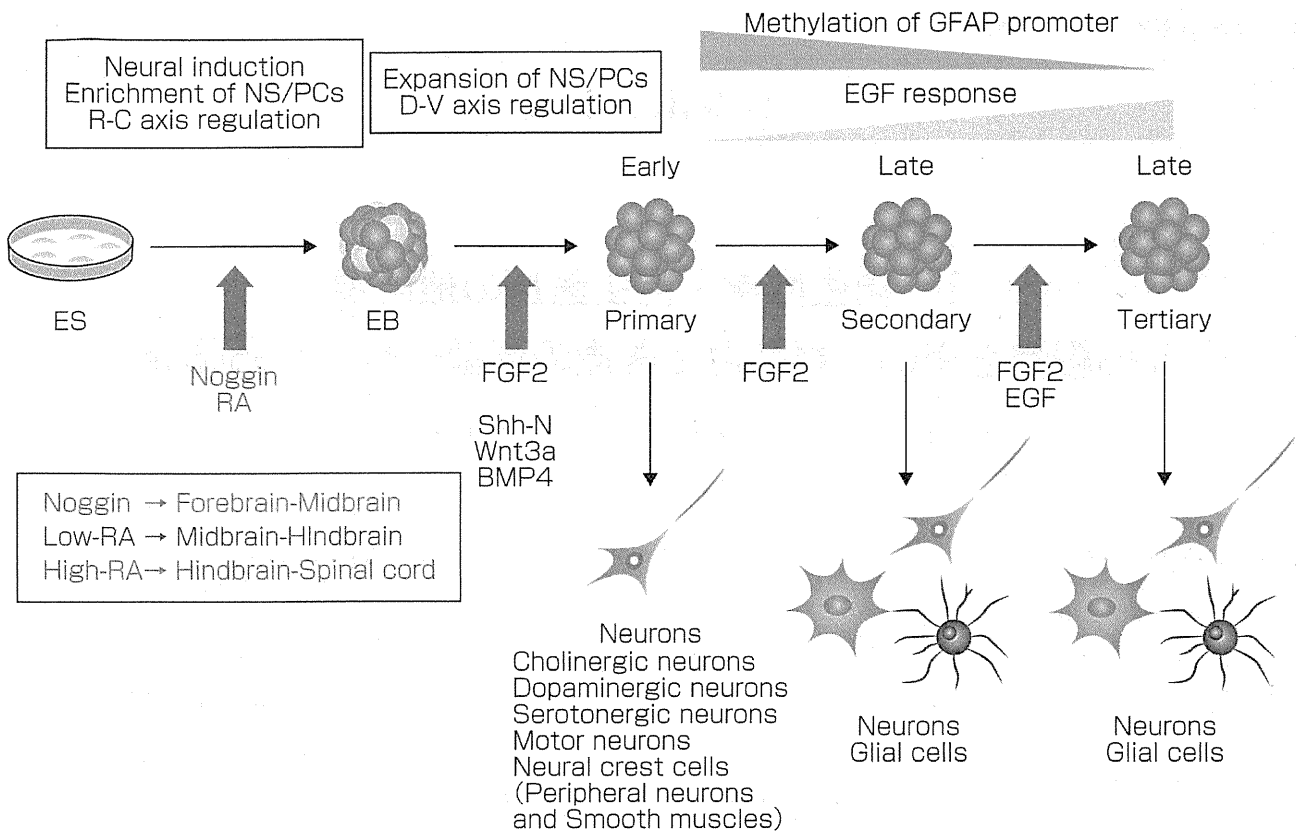 Methylation of GFAP promoter
Neural induction
Enrichment of NS/PCs
R-C axis regulation
Expansion of NS/PCs
D-V axis regulation
EGF response
Early
Late
Late
ES
EB
Primary
Secondary
Tertiary
Noggin
RA
FGF2
Shh-N
Wnt3a
BMP4
FGF2
FGF2
EGF
Noggin → Forebrain-Midbrain
Low-RA → Midbrain-HIndbrain
High-RA→ Hindbrain-Spinal cord
Neurons
Cholinergic neurons
Dopaminergic neurons
Serotonergic neurons
Motor neurons
Neural crest cells
(Peripheral neurons
and Smooth muscles)
Neurons
Glial cells
Neurons
Glial cells